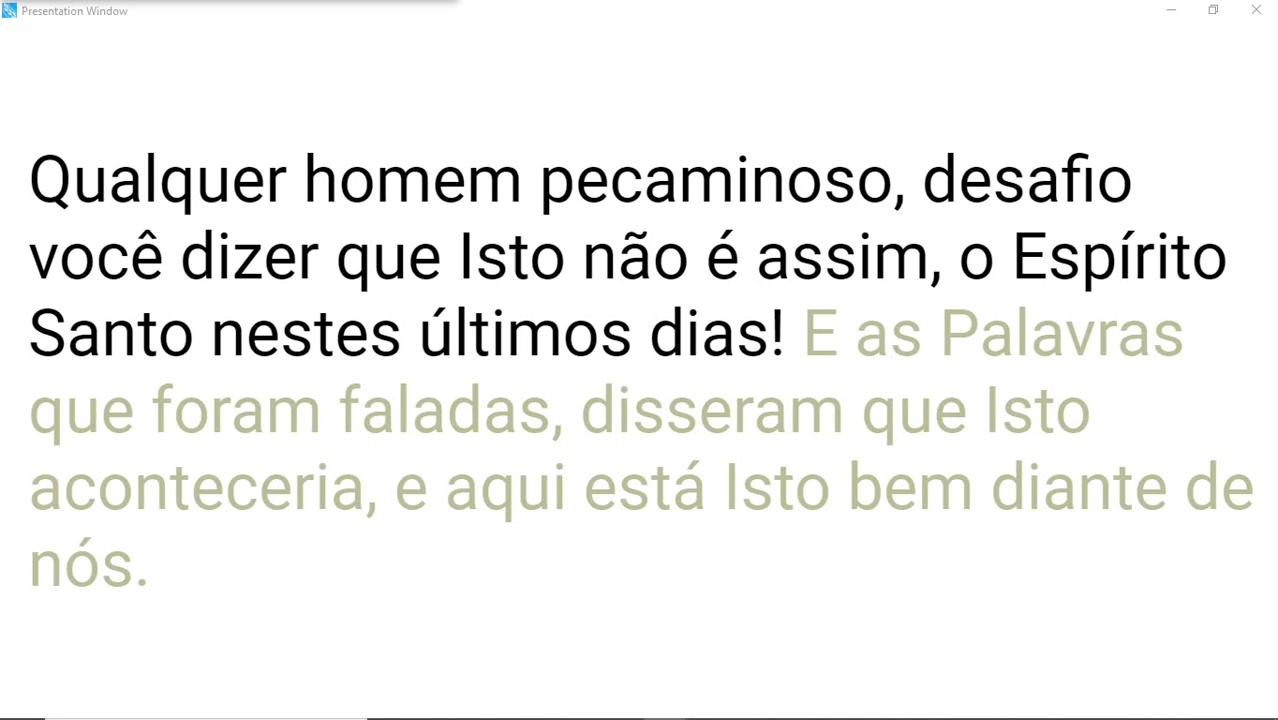 Presentation Window
Qualquer homem pecaminoso, desafio
você dizer que Isto não é assim, o Espírito
Santo nestes últimos dias! E as Palavras
que foram faladas, disseram que Isto
aconteceria, e aqui está Isto bem diante de
nós.